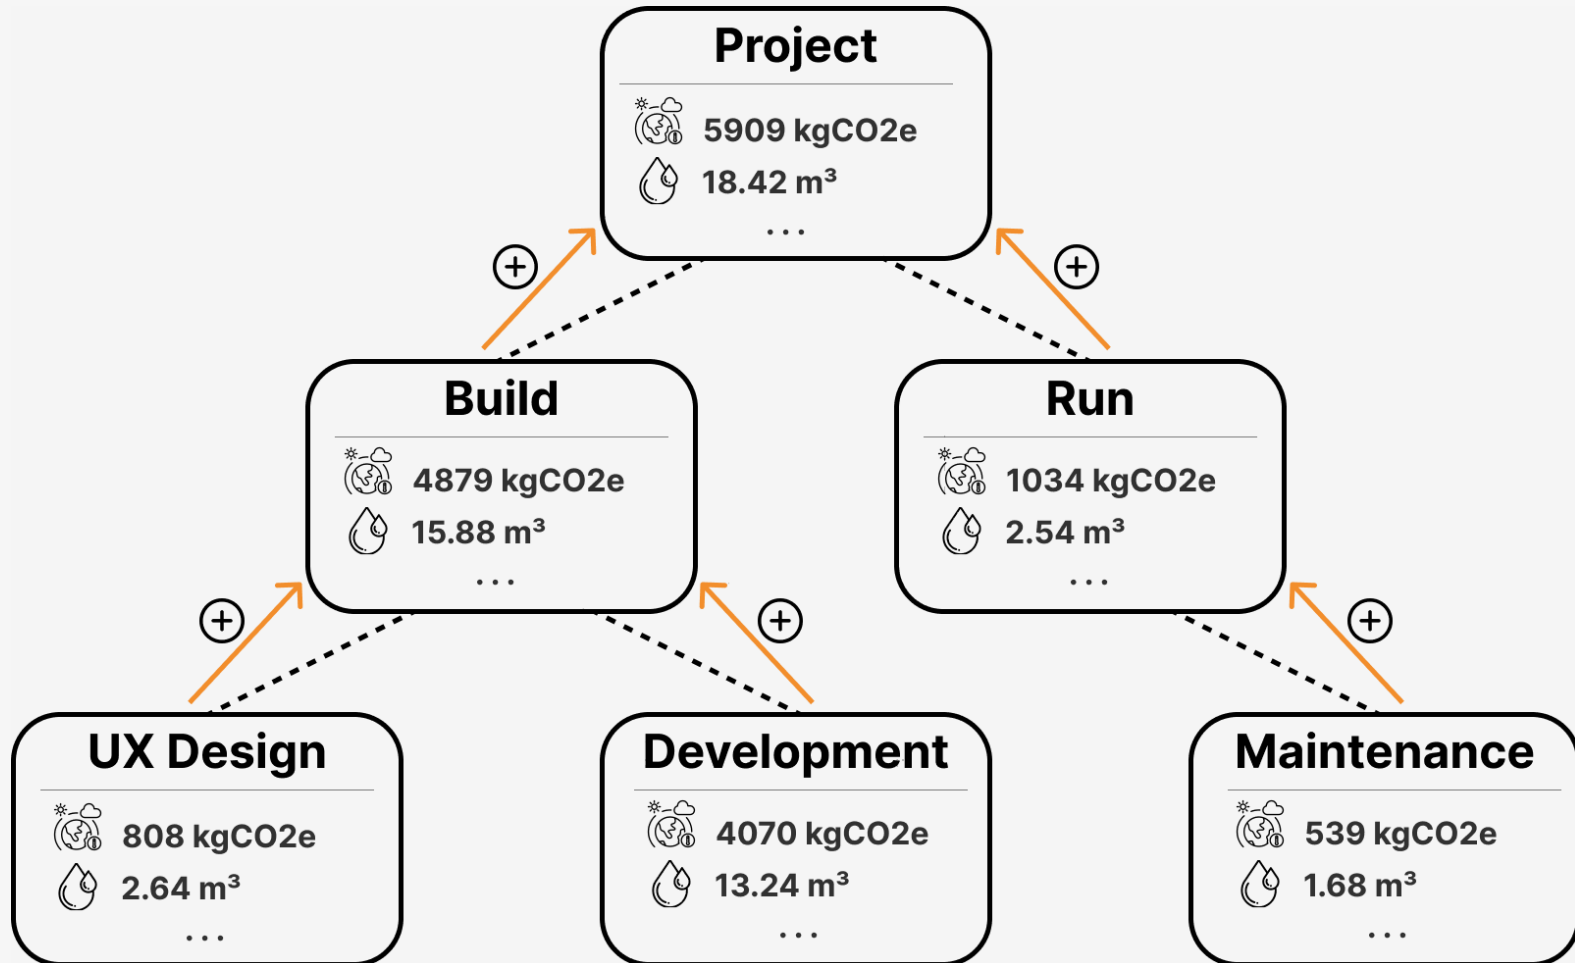 Project
5909 kgCO2e
18.42 m³
...
+
+
Build
4879 kgCO2e
15.88 m³
...
Run
1034 kgCO2e
2.54 m³
...
+
+
+
UX Design
808 kgCO2e
2.64 m³
...
Development
4070 kgCO2e
13.24 m³
...
Maintenance
539 kgCO2e
1.68 m³
...